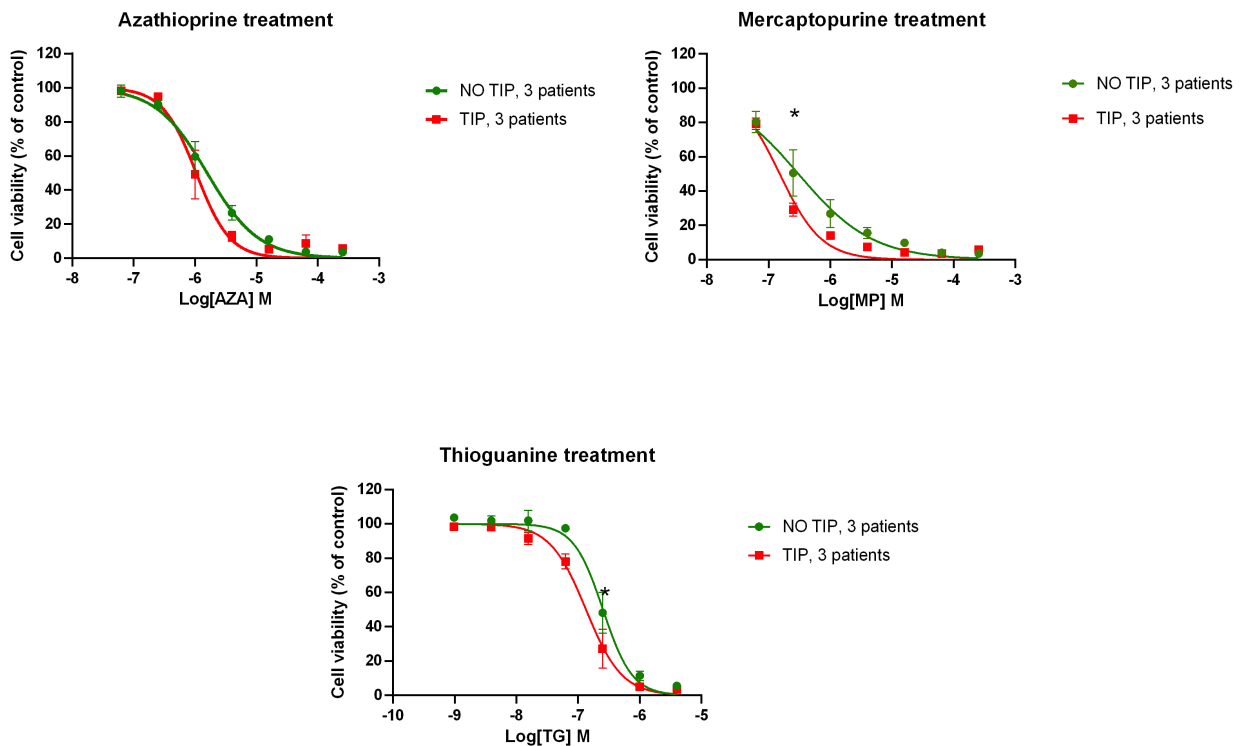 Azathioprine treatment
Cell viability (% of control)
120
100
80
60
40
20
0
-8
-7
-6
-5
-4
-3
Log[AZA] M
NO TIP, 3 patients
TIP, 3 patients
Mercaptopurine treatment
Cell viability (% of control)
120
100
80
60
40
20
0
*
-8
-7
-6
-5
-4
-3
Log[MP] M
NO TIP, 3 patients
TIP, 3 patients
Thioguanine treatment
Cell viability (% of control)
120
100
80
60
40
20
0
*
-10
-9
-8
-7
-6
-5
Log[TG] M
NO TIP, 3 patients
TIP, 3 patients